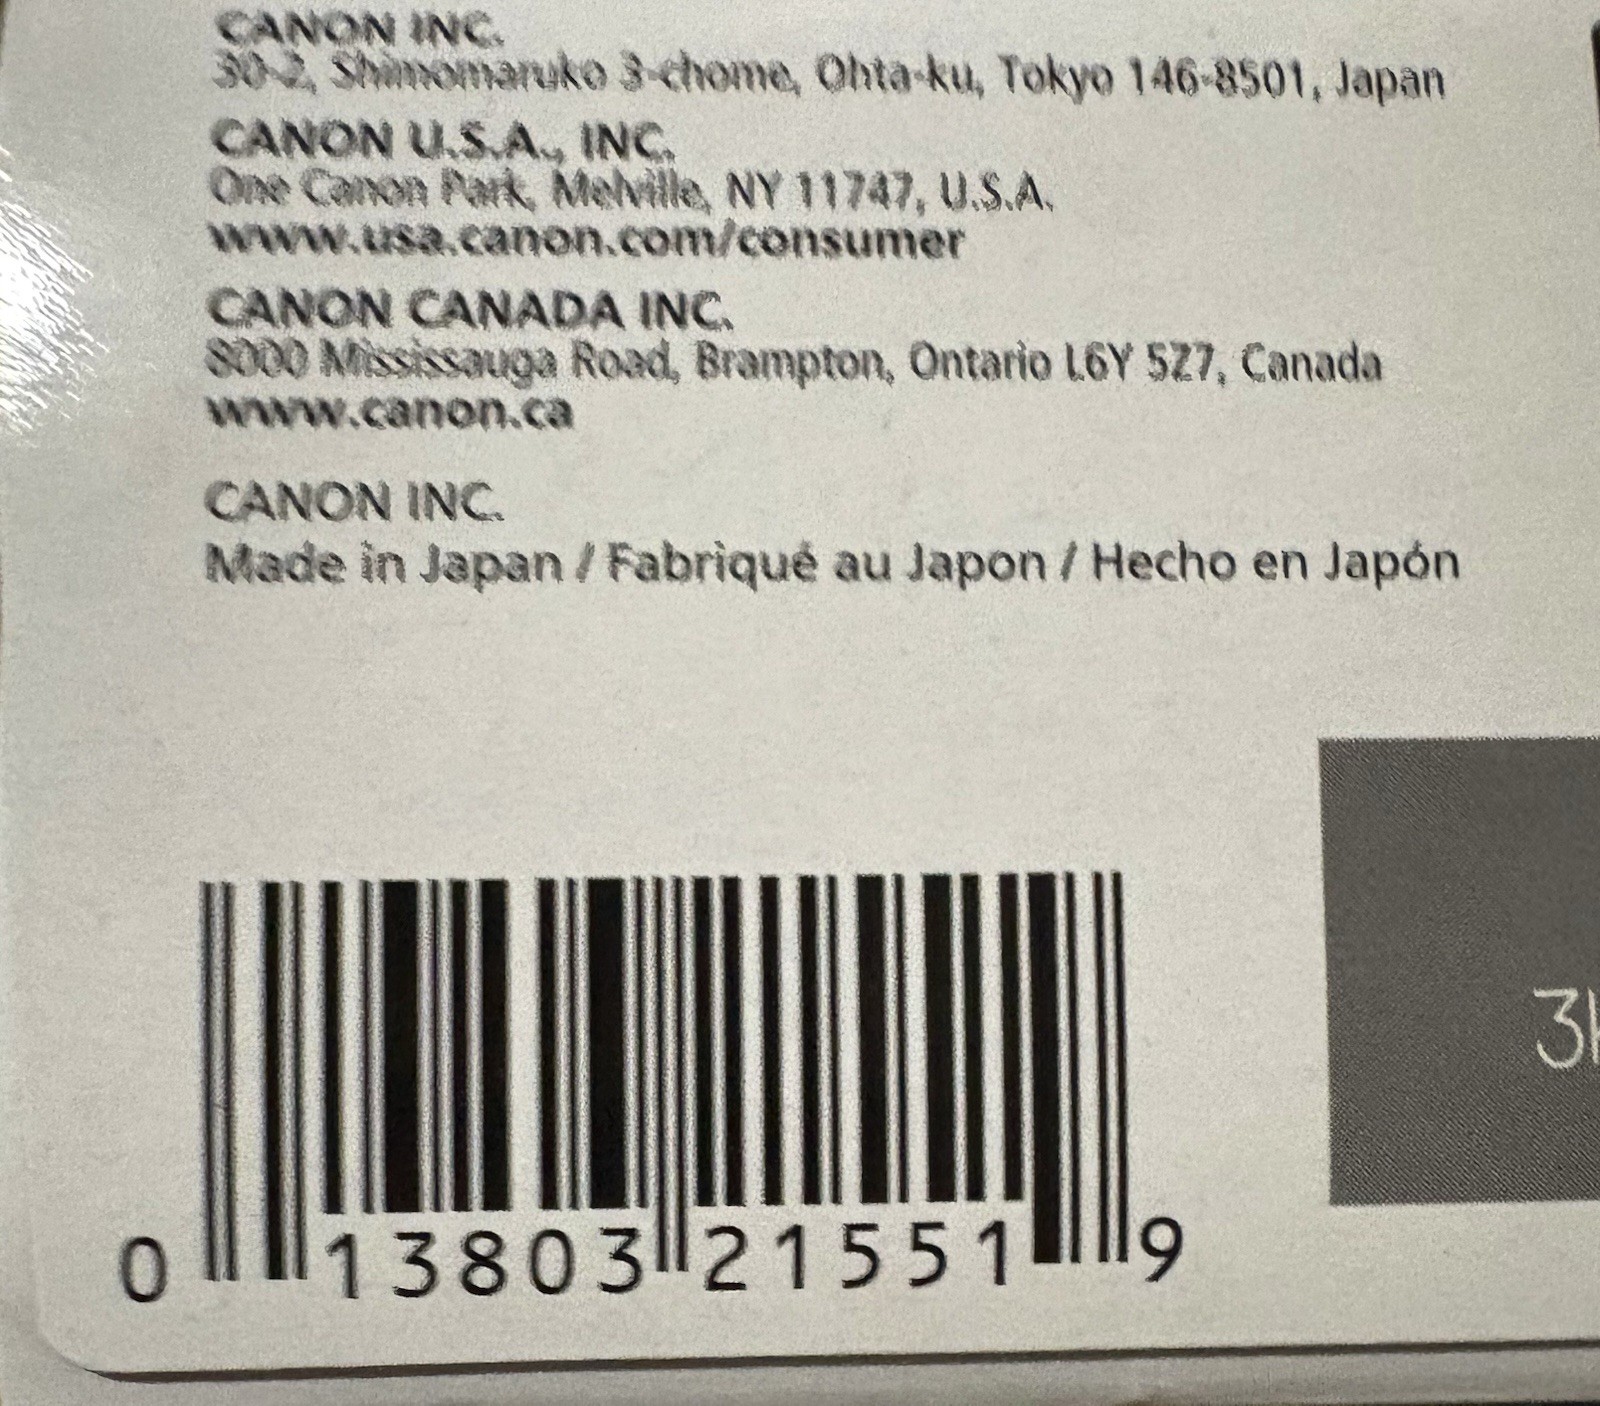 CANON INC.
30-2, Shimomaruko 3-chome, Ohta-ku, Tokyo 146-8501, Japan
CANON U.S.A., INC.
One Canon Park, Melville, NY 11747, U.S.A.
www.usa.canon.com/consumer
CANON CANADA INC.
8000 Mississauga Road, Brampton, Ontario L6Y 5Z7, Canada
www.canon.ca
CANON INC.
Made in Japan / Fabriqué au Japon / Hecho en Japón
0 13803 21551 9